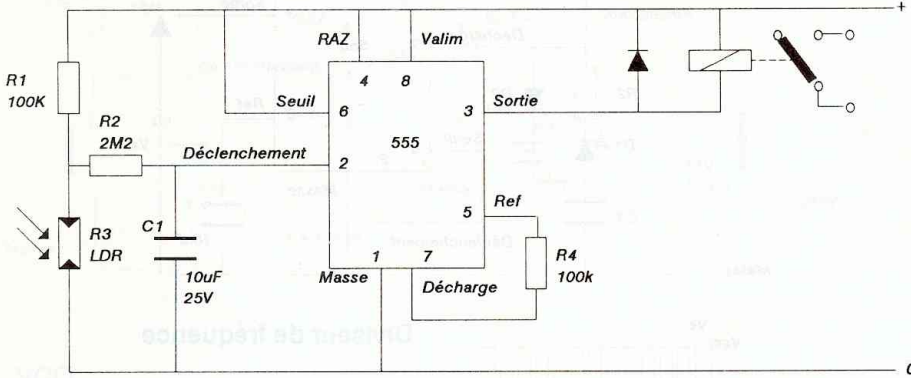 +
RAZ
Valim
4
8
R1
100K
Seuil
6
3
Sortie
R2
2M2
555
Déclenchement
2
Ref
5
R3
LDR
C1
10uF
25V
R4
100k
1
7
Masse
Décharge
Diviseur de fréquence